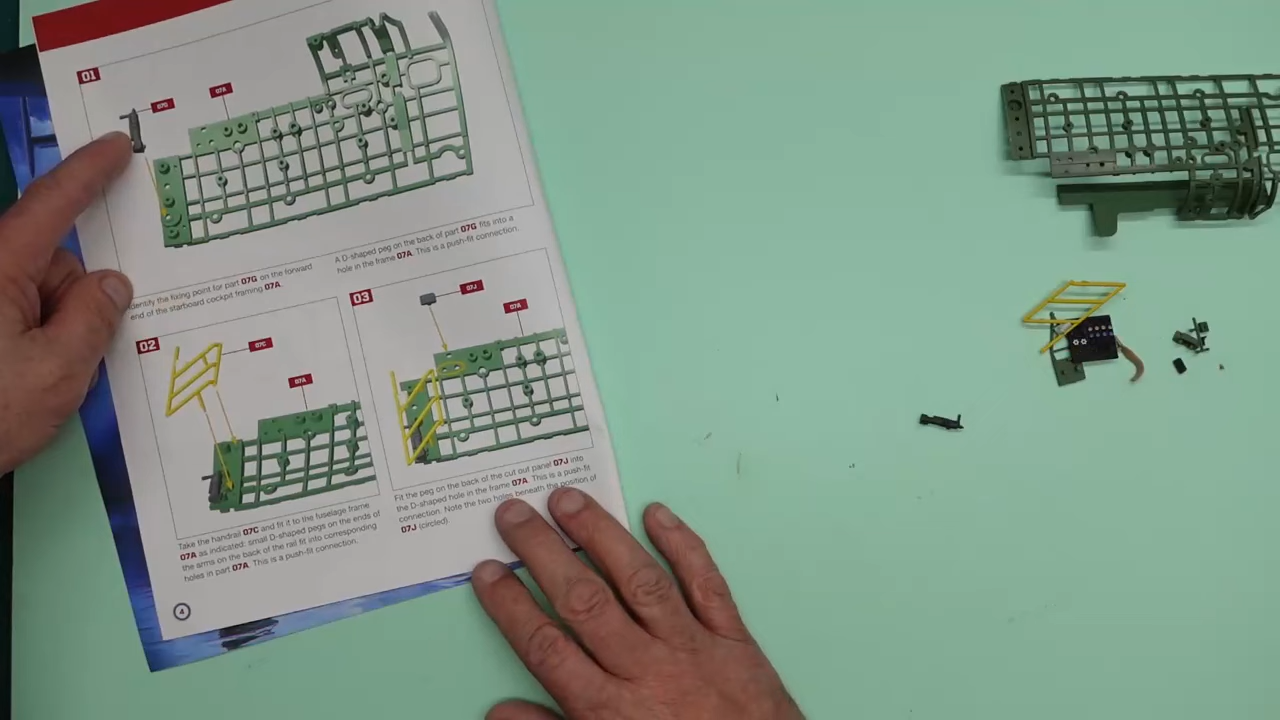 01
07G
07A
Identify the fixing point for part 07G on the forward
end of the starboard cockpit framing 07A.
A D-shaped peg on the back of part 07G fits into a
hole in the frame 07A. This is a push-fit connection.
02
07C
07A
Take the handrail 07C and fit it to the fuselage frame
07A as indicated: small D-shaped pegs on the ends of
the arms on the back of the rail fit into corresponding
holes in part 07A. This is a push-fit connection.
03
07J
07A
Fit the peg on the back of the cut out panel 07J into
the D-shaped hole in the frame 07A. This is a push-fit
connection. Note the two holes beneath the position of
07J (circled).
4